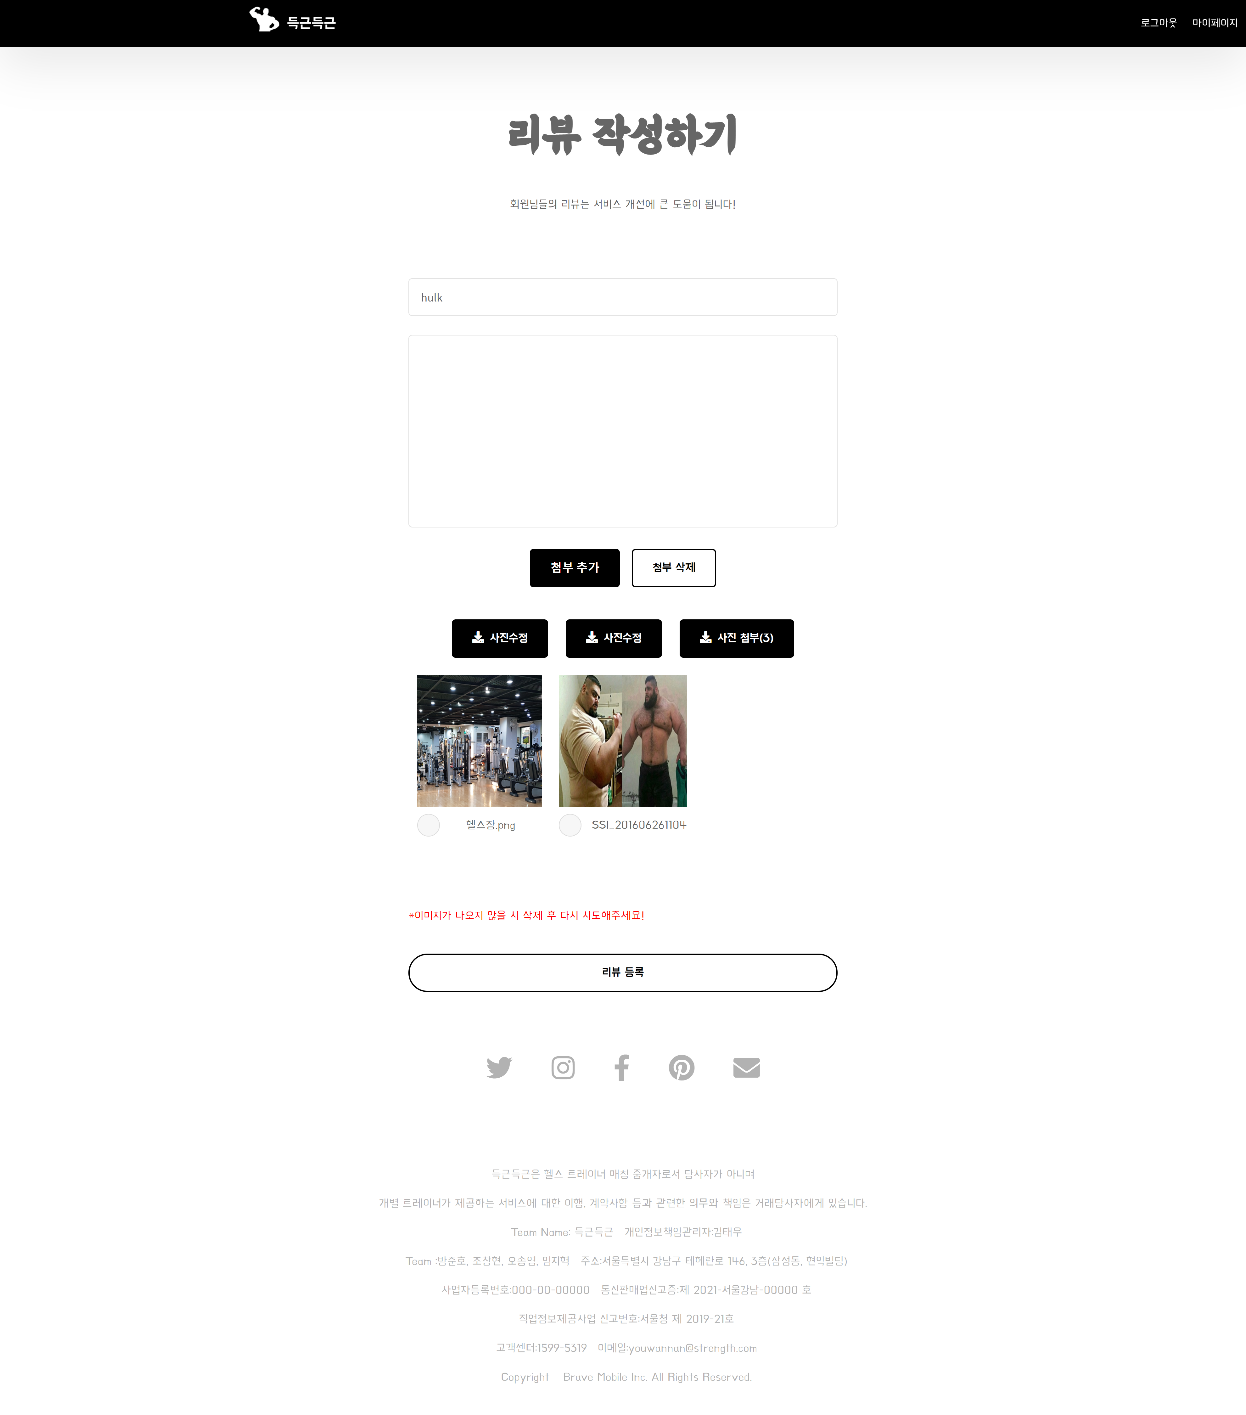 득근득근
로그아웃 마이페이지
리뷰 작성하기
회원님들의 리뷰는 서비스 개선에 큰 도움이 됩니다!
hulk
첨부 추가 첨부 삭제
사진수정 사진수정 사진 첨부(3)
헬스장.png SSI_201606261104
*이미지가 나오지 않을 시 삭제 후 다시 시도해주세요!
리뷰 등록
득근득근은 헬스 트레이너 매칭 중개자로서 당사자가 아니며
개별 트레이너가 제공하는 서비스에 대한 이행, 계약사항 등과 관련한 의무와 책임은 거래당사자에게 있습니다.
Team Name: 득근득근 개인정보책임관리자:김태우
Team : 조성현, 주소:서울특별시 강남구 테헤란로 146, 3층(삼정동, 현익빌딩)
사업자등록번호:000-00-00000 통신판매업신고증:제 2021-서울강남-00000 호
직업정보제공사업 신고번호:서울청 제 2019-21호
고객센터:1599-5319 이메일:youwannan@strength.com
Copyright Brave Mobile Inc. All Rights Reserved.